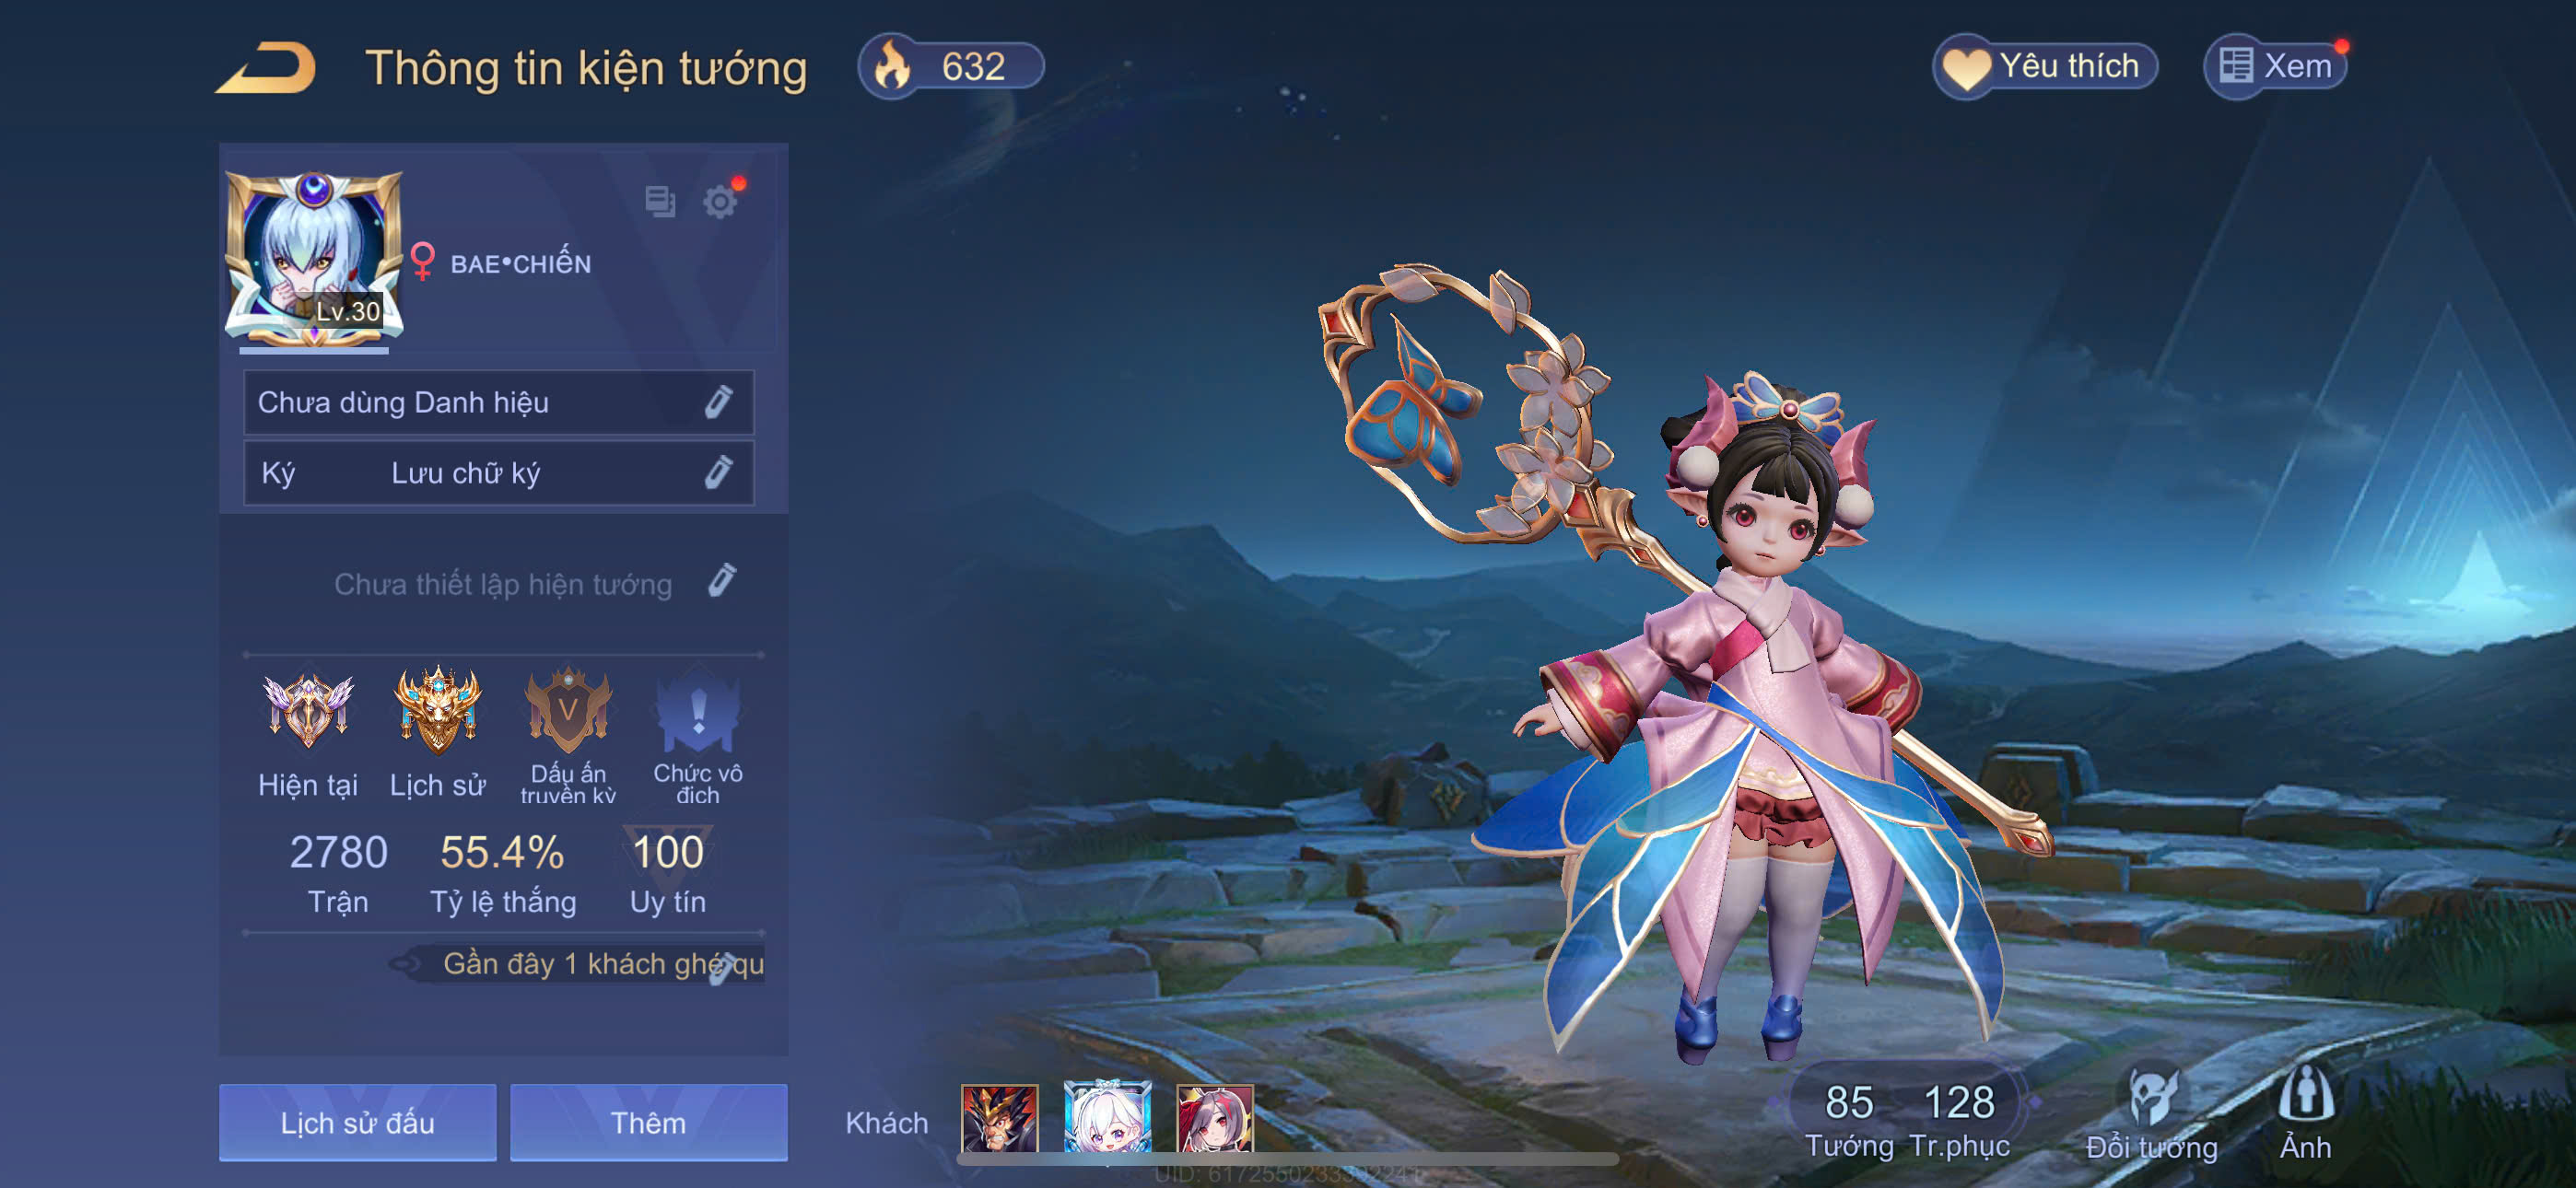 Thông tin kiện tướng
632
Yêu thích
Xem
Lv.30
BAE•CHIẾN
Chưa dùng Danh hiệu
Ký
Lưu chữ ký
Chưa thiết lập hiện tướng
V
Hiện tại
Lịch sử
Dấu ấn truyền kỳ
Chức vô địch
2780
55.4%
100
Trận
Tỷ lệ thắng
Uy tín
Gần đây 1 khách ghé qu
Lịch sử đấu
Thêm
Khách
85
128
Tướng
Tr.phục
Đổi tướng
Ảnh
UID: